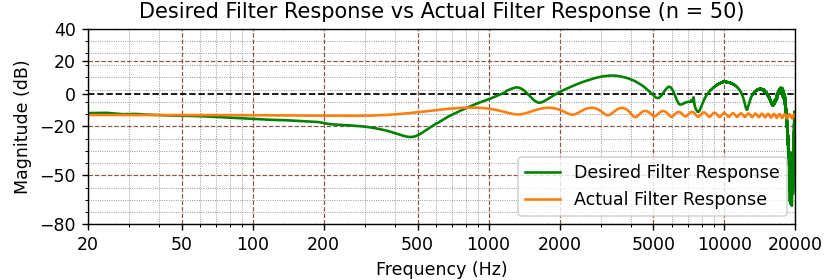 Desired Filter Response vs Actual Filter Response (n = 50)
Magnitude (dB)
40
20
0
−20
−50
−80
Desired Filter Response
Actual Filter Response
20 50 100 200 500 1000 2000 5000 10000 20000
Frequency (Hz)